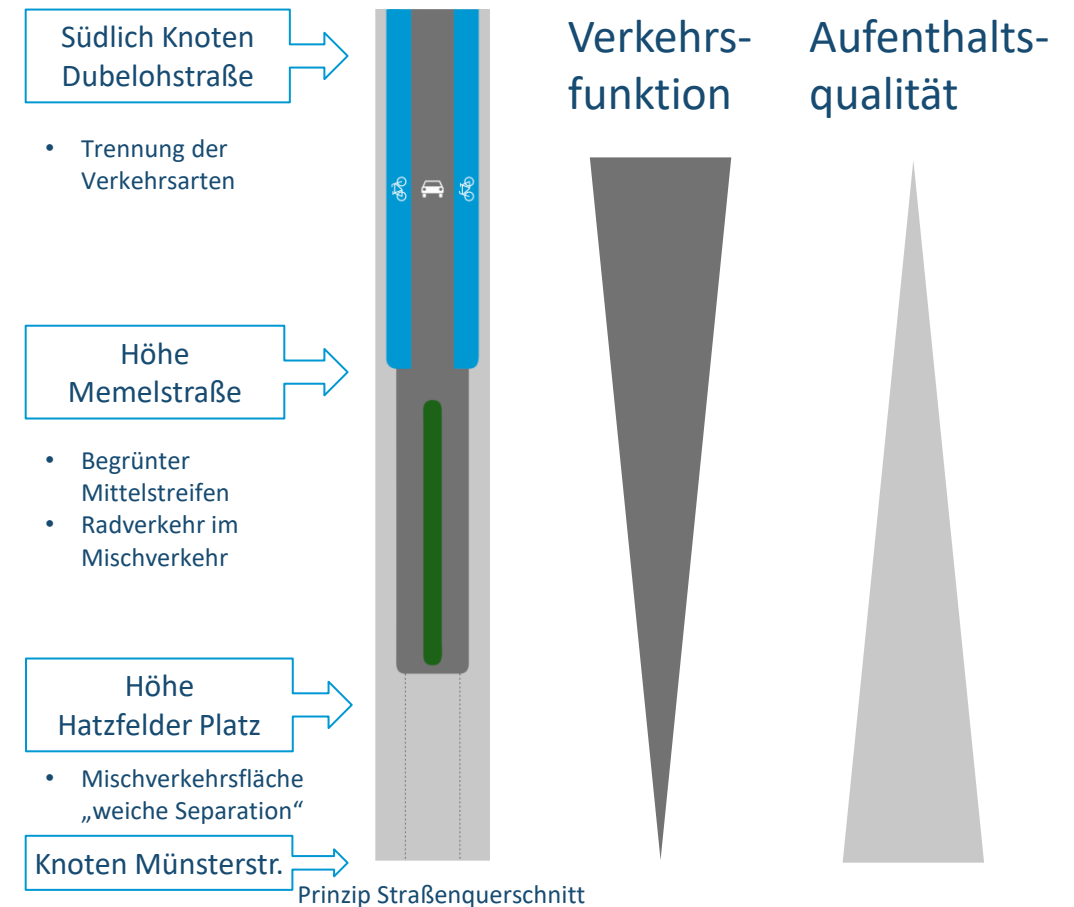 Südlich Knoten
Dubelohstraße
• Trennung der
Verkehrsarten
Höhe
Memelstraße
• Begrünter
Mittelstreifen
• Radverkehr im
Mischverkehr
Höhe
Hatzfelder Platz
• Mischverkehrsfläche
„weiche Separation“
Knoten Münsterstr.
Prinzip Straßenquerschnitt
Verkehrs-
funktion
Aufenthalts-
qualität